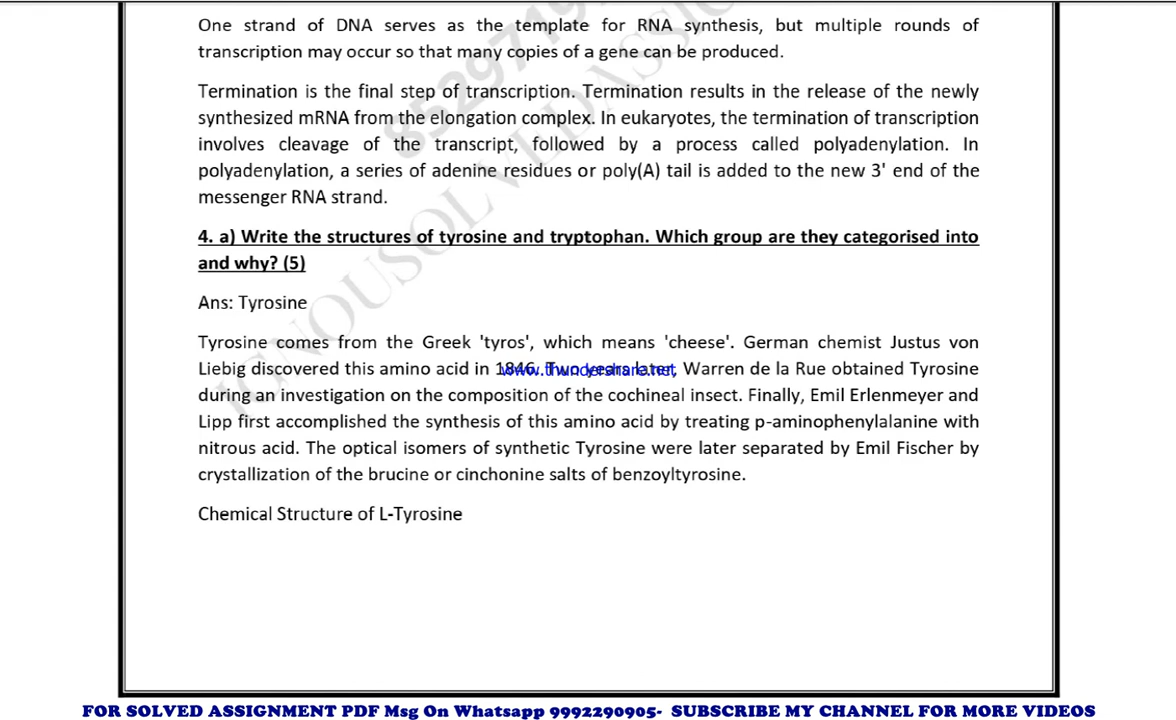 One strand of DNA serves as the template for RNA synthesis, but multiple rounds of
transcription may occur so that many copies of a gene can be produced.
Termination is the final step of transcription. Termination results in the release of the newly
synthesized mRNA from the elongation complex. In eukaryotes, the termination of transcription
involves cleavage of the transcript, followed by a process called polyadenylation. In
polyadenylation, a series of adenine residues or poly(A) tail is added to the new 3' end of the
messenger RNA strand.
4. a) Write the structures of tyrosine and tryptophan. Which group are they categorised into
and why? (5)
Ans: Tyrosine
Tyrosine comes from the Greek 'tyros', which means 'cheese'. German chemist Justus von
Liebig discovered this amino acid in 1846. Two years later, Warren de la Rue obtained Tyrosine
www.thundershare.net
during an investigation on the composition of the cochineal insect. Finally, Emil Erlenmeyer and
Lipp first accomplished the synthesis of this amino acid by treating p-aminophenylalanine with
nitrous acid. The optical isomers of synthetic Tyrosine were later separated by Emil Fischer by
crystallization of the brucine or cinchonine salts of benzoyltyrosine.
Chemical Structure of L-Tyrosine
FOR SOLVED ASSIGNMENT PDF Msg On Whatsapp 9992290905- SUBSCRIBE MY CHANNEL FOR MORE VIDEOS